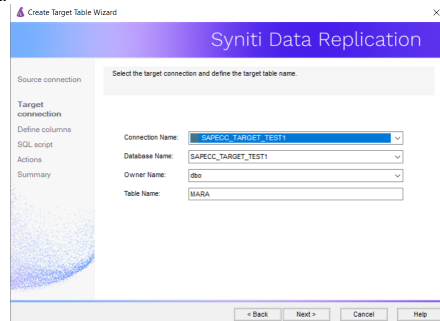 Create Target Table Wizard
Syniti Data Replication
Source connection
Target
connection
Define columns
SQL script
Actions
Summary
Select the target connection and define the target table name.
Connection Name: SAPECC_TARGET_TEST1
Database Name: SAPECC_TARGET_TEST1
Owner Name: dbo
Table Name: MARA
< Back Next > Cancel Help